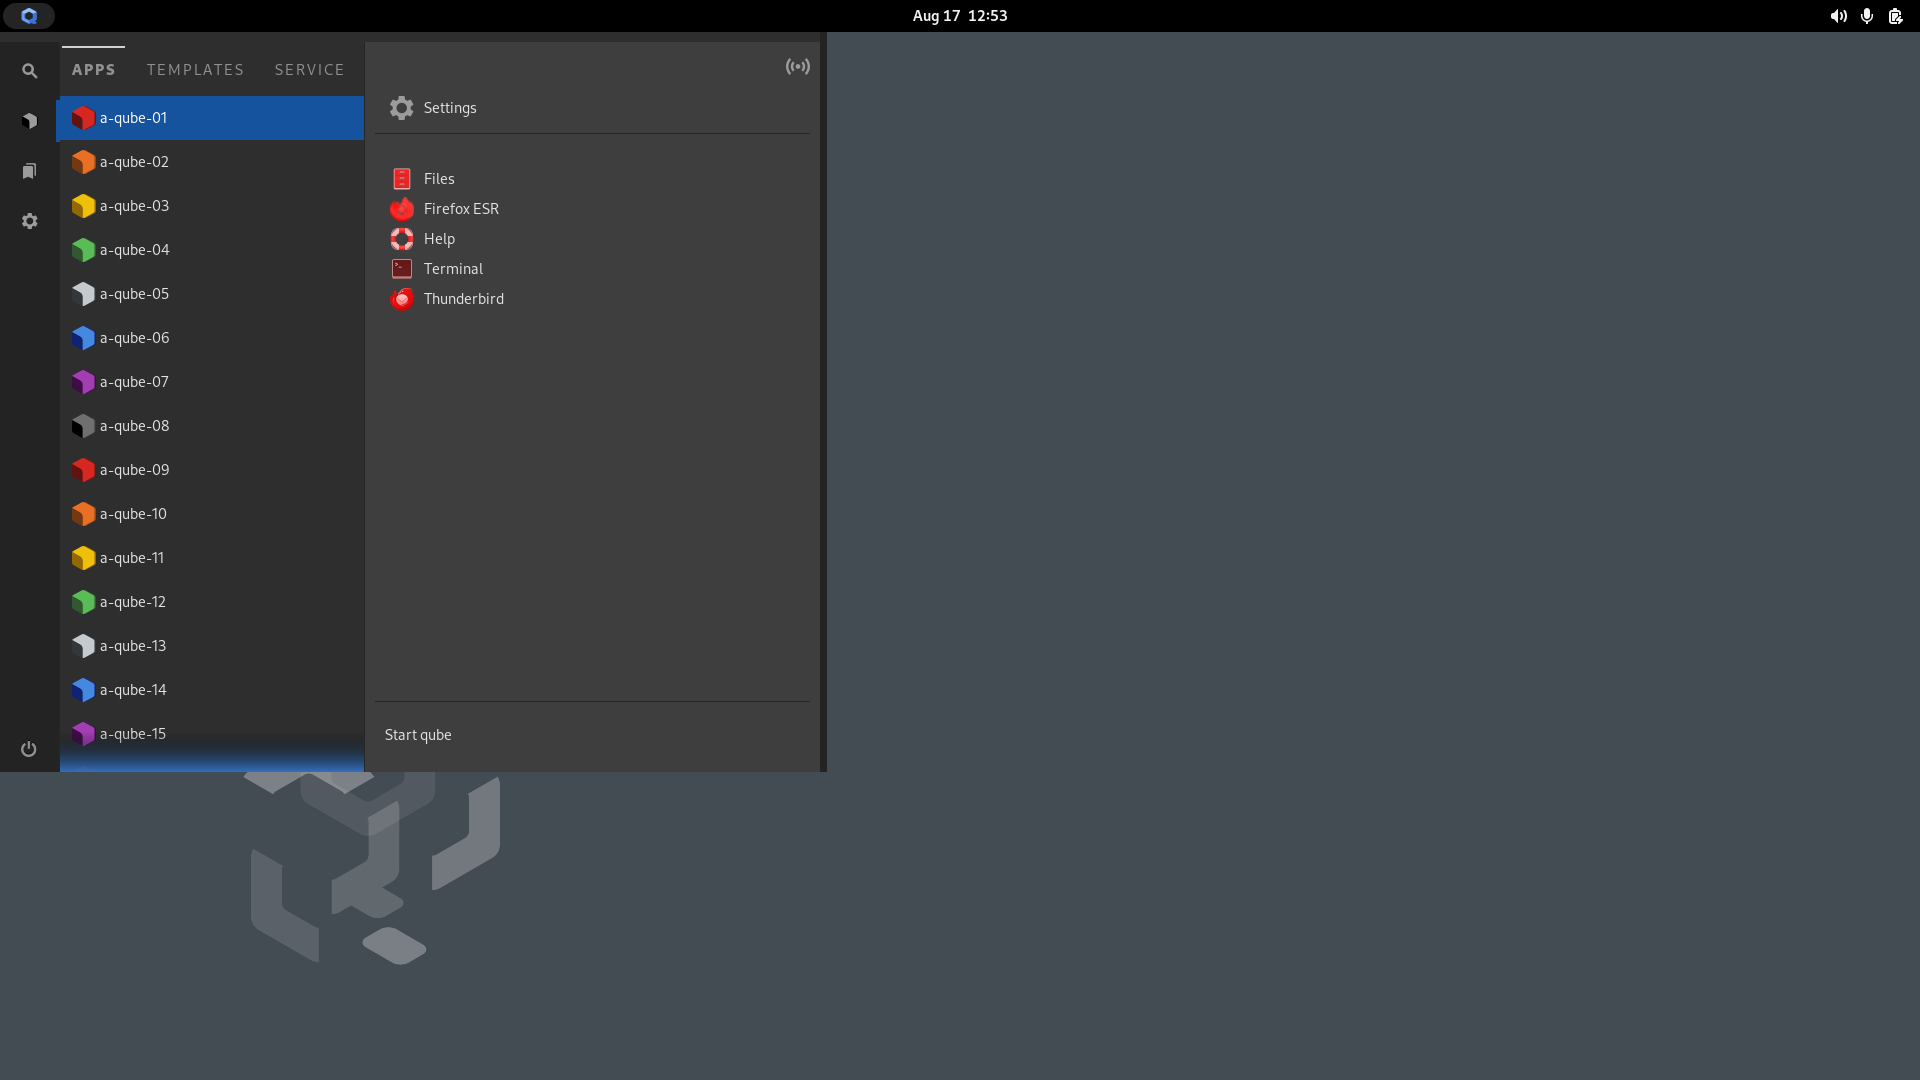 Aug 17 12:53
APPS TEMPLATES SERVICE
a-qube-01
a-qube-02
a-qube-03
a-qube-04
a-qube-05
a-qube-06
a-qube-07
a-qube-08
a-qube-09
a-qube-10
a-qube-11
a-qube-12
a-qube-13
a-qube-14
a-qube-15
Settings
Files
Firefox ESR
Help
Terminal
Thunderbird
Start qube